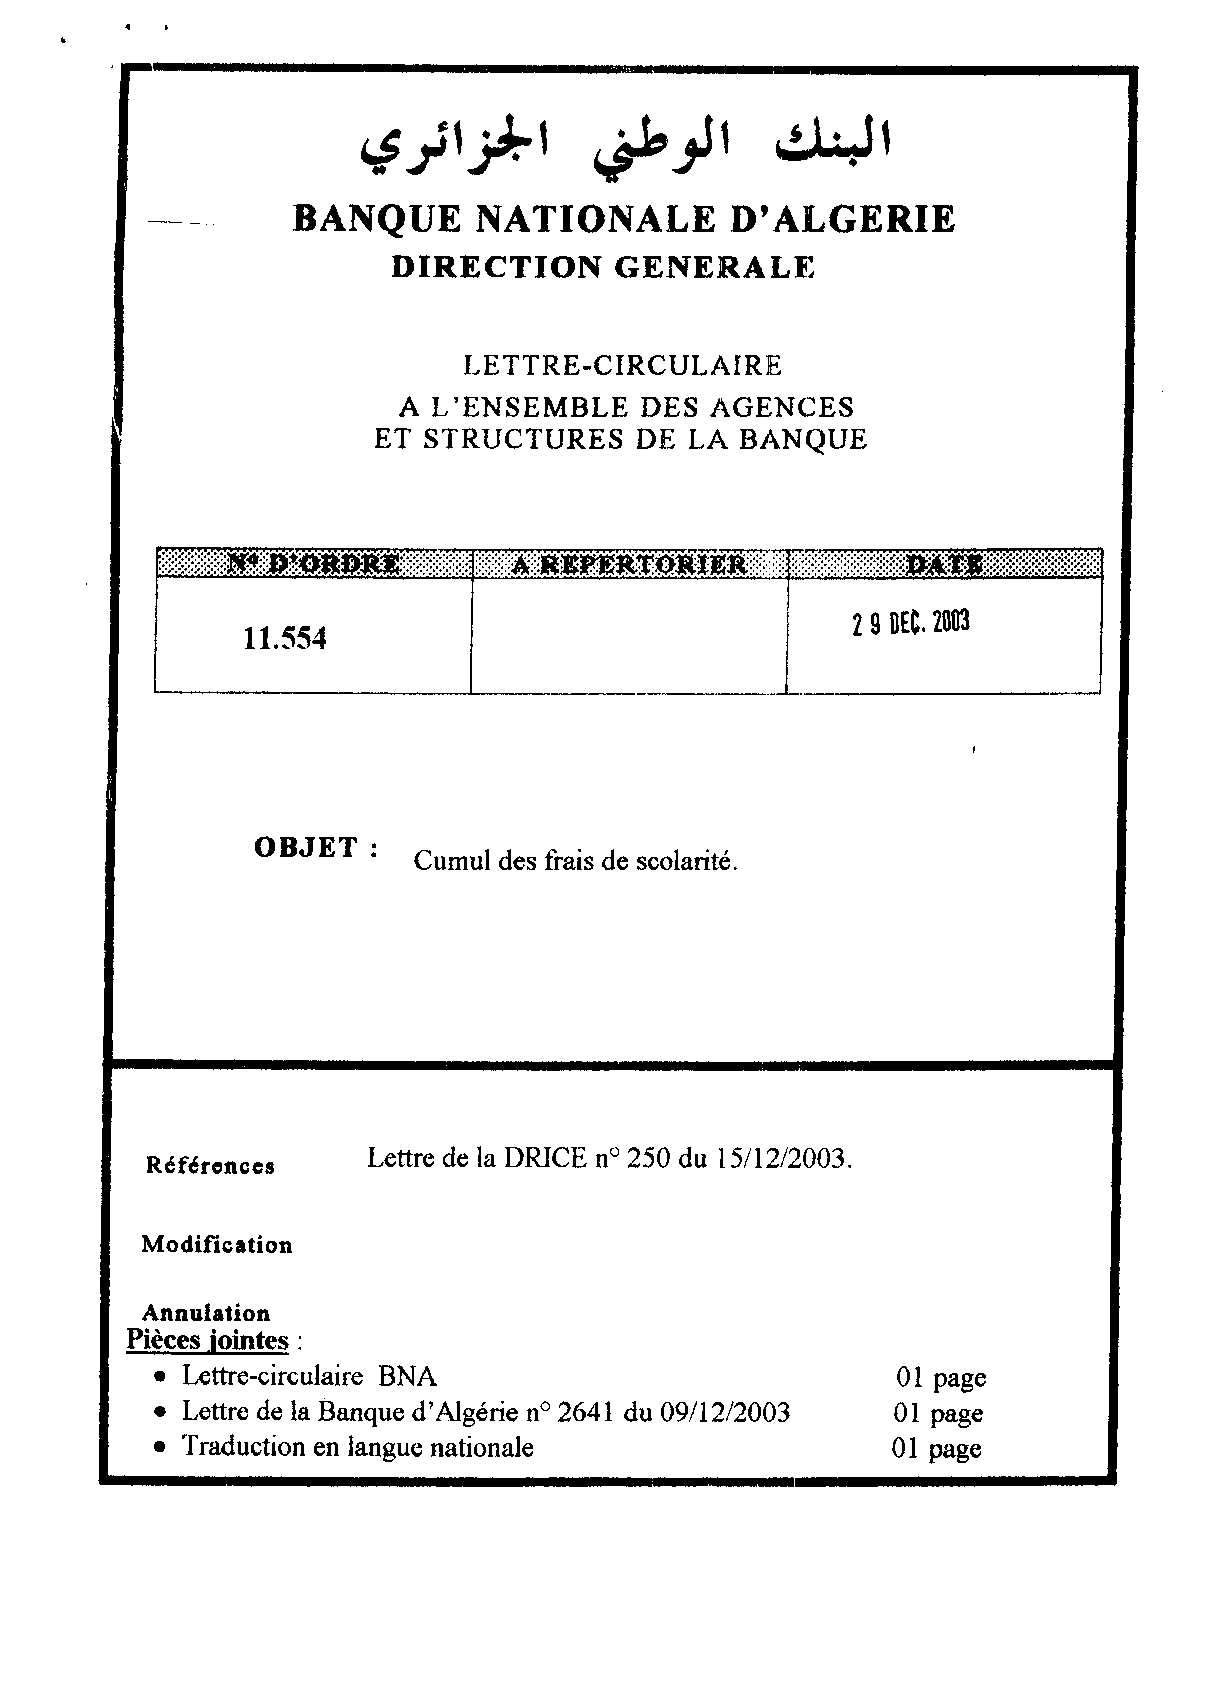 البنك الوطني الجزائري
BANQUE NATIONALE D'ALGERIE
DIRECTION GENERALE
LETTRE-CIRCULAIRE
A L'ENSEMBLE DES AGENCES
ET STRUCTURES DE LA BANQUE
N° D'ORDRE A REPERTORIER DATE
11.554 29 DEC. 2003
OBJET : Cumul des frais de scolarité.
Références Lettre de la DRICE n° 250 du 15/12/2003.
Modification
Annulation
Pièces jointes :
• Lettre-circulaire BNA 01 page
• Lettre de la Banque d'Algérie n° 2641 du 09/12/2003 01 page
• Traduction en langue nationale 01 page